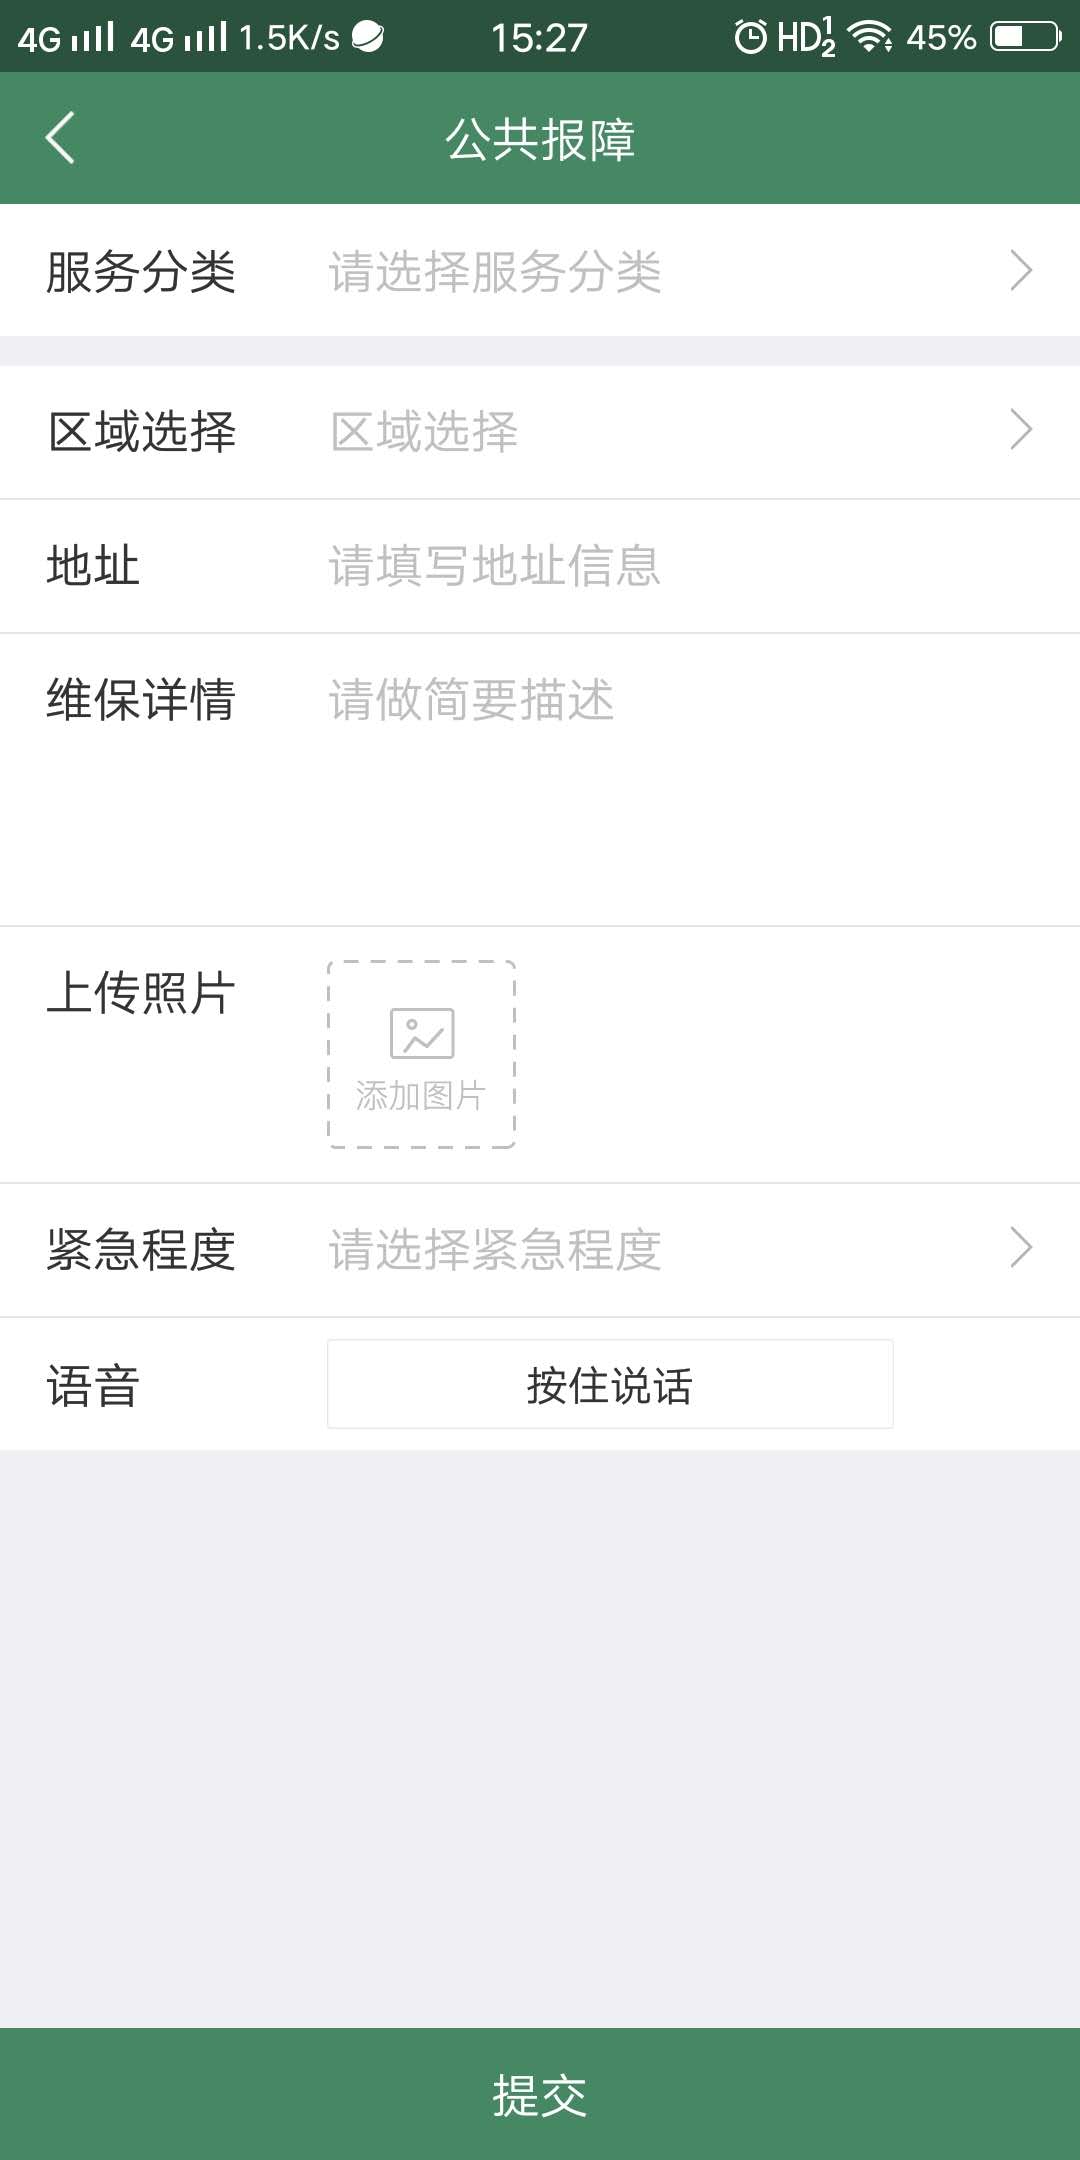 4G 4G 1.5K/s 15:27 HD 1 2 45%
公共报障
服务分类 请选择服务分类
区域选择 区域选择
地址 请填写地址信息
维保详情 请做简要描述
上传照片
添加图片
紧急程度 请选择紧急程度
语音 按住说话
提交